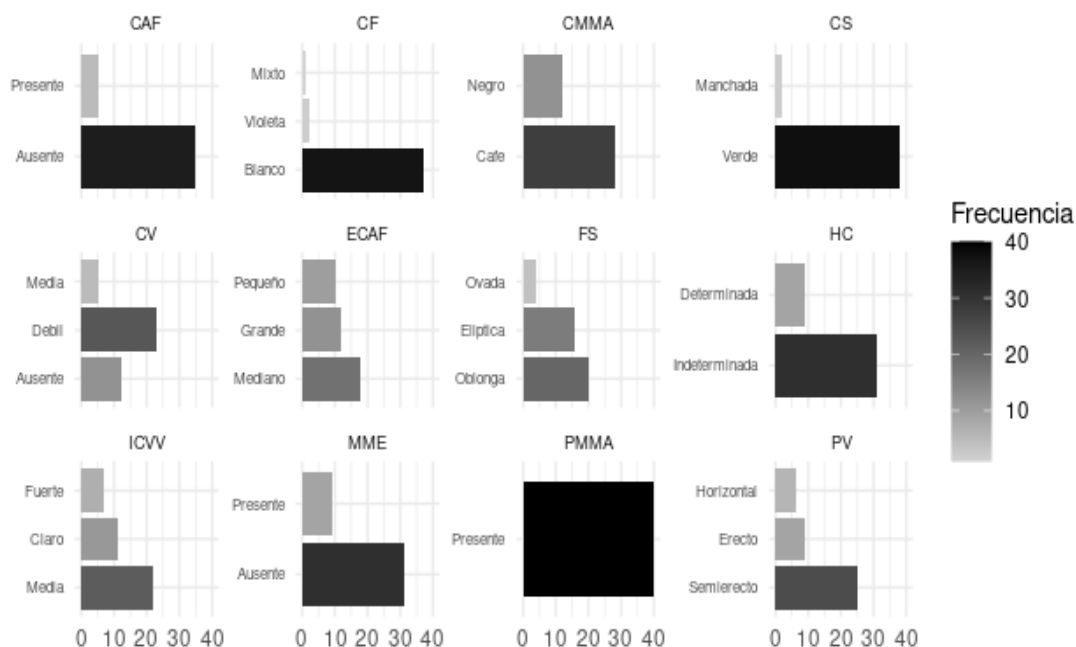 CAF CF CMMA CS
Presente
Ausente
Mixto
Violeta
Blanco
Negro
Cafe
Manchada
Verde
CV ECAF FS HC
Media
Debil
Ausente
Pequeño
Grande
Mediano
Ovada
Eliptica
Oblonga
Determinada
Indeterminada
ICVV MME PMMA PV
Fuerte
Claro
Media
Presente
Ausente
Presente
Horizontal
Erecto
Semierecto
0 10 20 30 40 0 10 20 30 40 0 10 20 30 40 0 10 20 30 40
Frecuencia
40
30
20
10